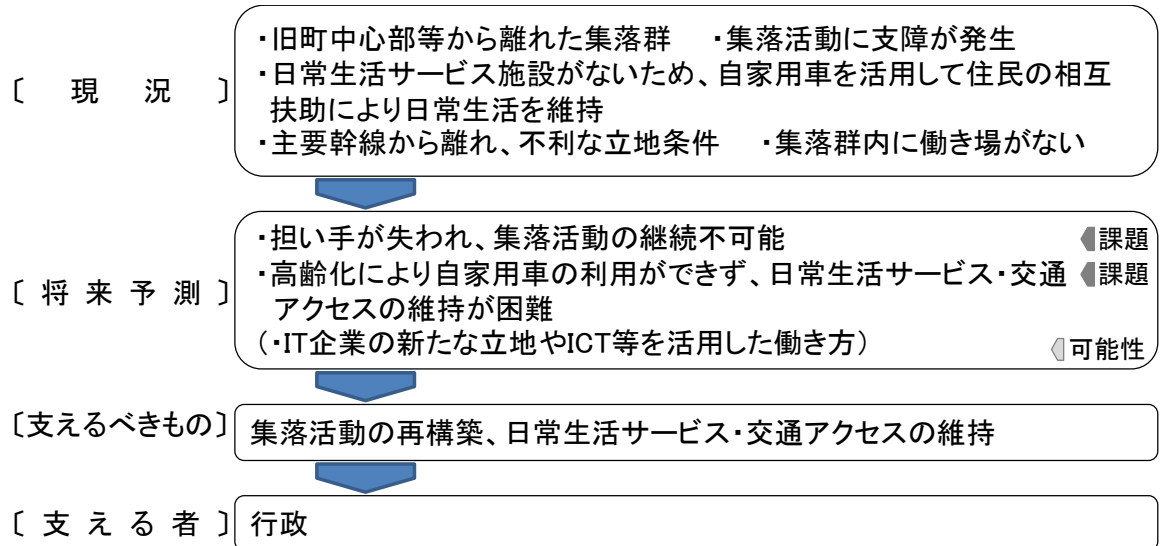 ・旧町中心部等から離れた集落群　・集落活動に支障が発生
〔 現 況 〕
・日常生活サービス施設がないため、自家用車を活用して住民の相互
扶助により日常生活を維持
・主要幹線から離れ、不利な立地条件　・集落群内に働き場がない
・担い手が失われ、集落活動の継続不可能　課題
〔 将 来 予 測 〕
・高齢化により自家用車の利用ができず、日常生活サービス・交通　課題
アクセスの維持が困難
（・IT企業の新たな立地やICT等を活用した働き方）　可能性
〔支えるべきもの〕 集落活動の再構築、日常生活サービス・交通アクセスの維持
〔 支 え る 者 〕 行政